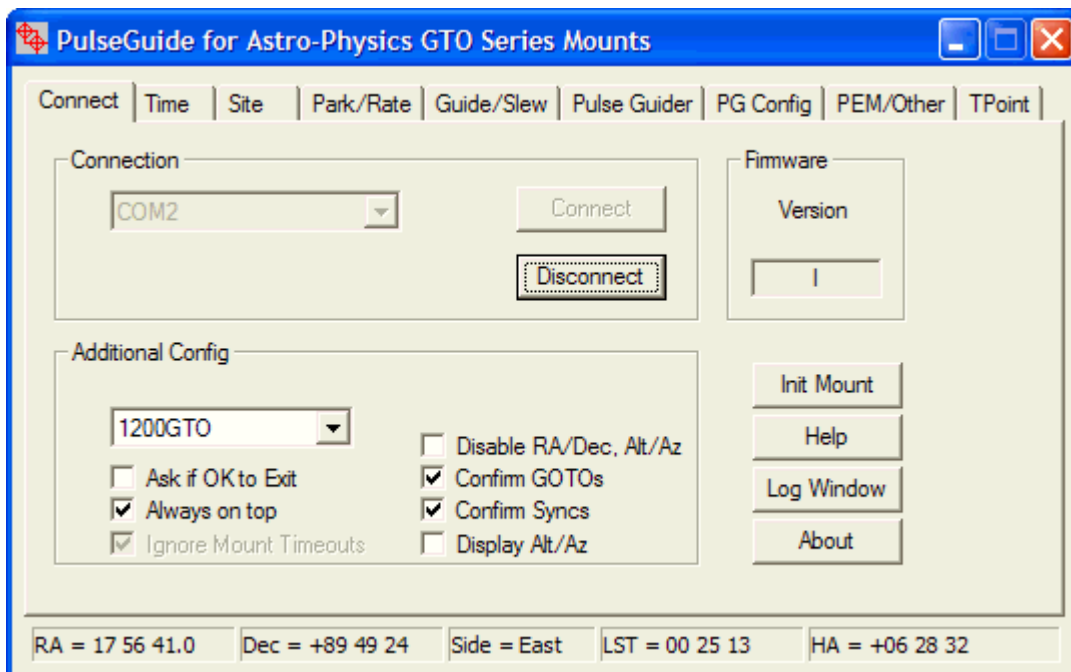 PulseGuide for Astro-Physics GTO Series Mounts
Connect Time Site Park/Rate Guide/Slew Pulse Guider PG Config PEM/Other TPoint
Connection
COM2
Connect
Disconnect
Firmware
Version
I
Additional Config
1200GTO
Ask if OK to Exit
Always on top
Ignore Mount Timeouts
Disable RA/Dec, Alt/Az
Confirm GOTOs
Confirm Syncs
Display Alt/Az
Init Mount
Help
Log Window
About
RA = 17 56 41.0 Dec = +89 49 24 Side = East LST = 00 25 13 HA = +06 28 32